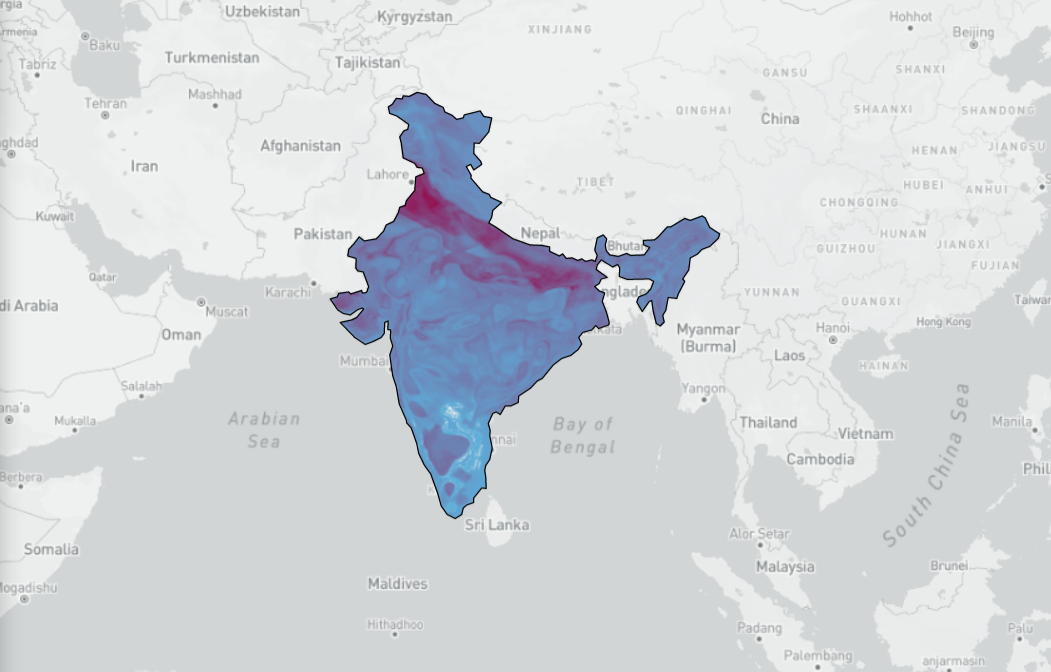 Uzbekistan
Kyrgyzstan
Hohhot
XINJIANG
Beijing
Baku
Tabriz
Turkmenistan
Tajikistan
GANSU
SHANXI
Mashhad
Tehran
QINGHAI
China
SHAANXI
SHANDONG
Afghanistan
HENAN
JIANGSU
Iran
Lahore
TIBET
HUBEI
ANHUI
CHONGQING
Kuwait
Pakistan
Nepal
HUNAN
Bhutan
GUIZHOU
JIANGXI
FUJIAN
Qatar
Karachi
YUNNAN
GUANGXI
di Arabia
Muscat
nglade
Taiwan
Oman
kata
Myanmar
(Burma)
Hanoi
Hong Kong
Mumbai
Laos
HAINAN
Salalah
Yangon
ana'a
Mukalla
Arabian
Sea
Bay of
Bengal
nnai
Thailand
Vietnam
Manila
Cambodia
South China Sea
Phil
Berbera
Sri Lanka
Alor Setar
Somalia
Malaysia
Brunei
Maldives
Mogadishu
Hithadhoo
Padang
Palu
Palembang
anjarmasin